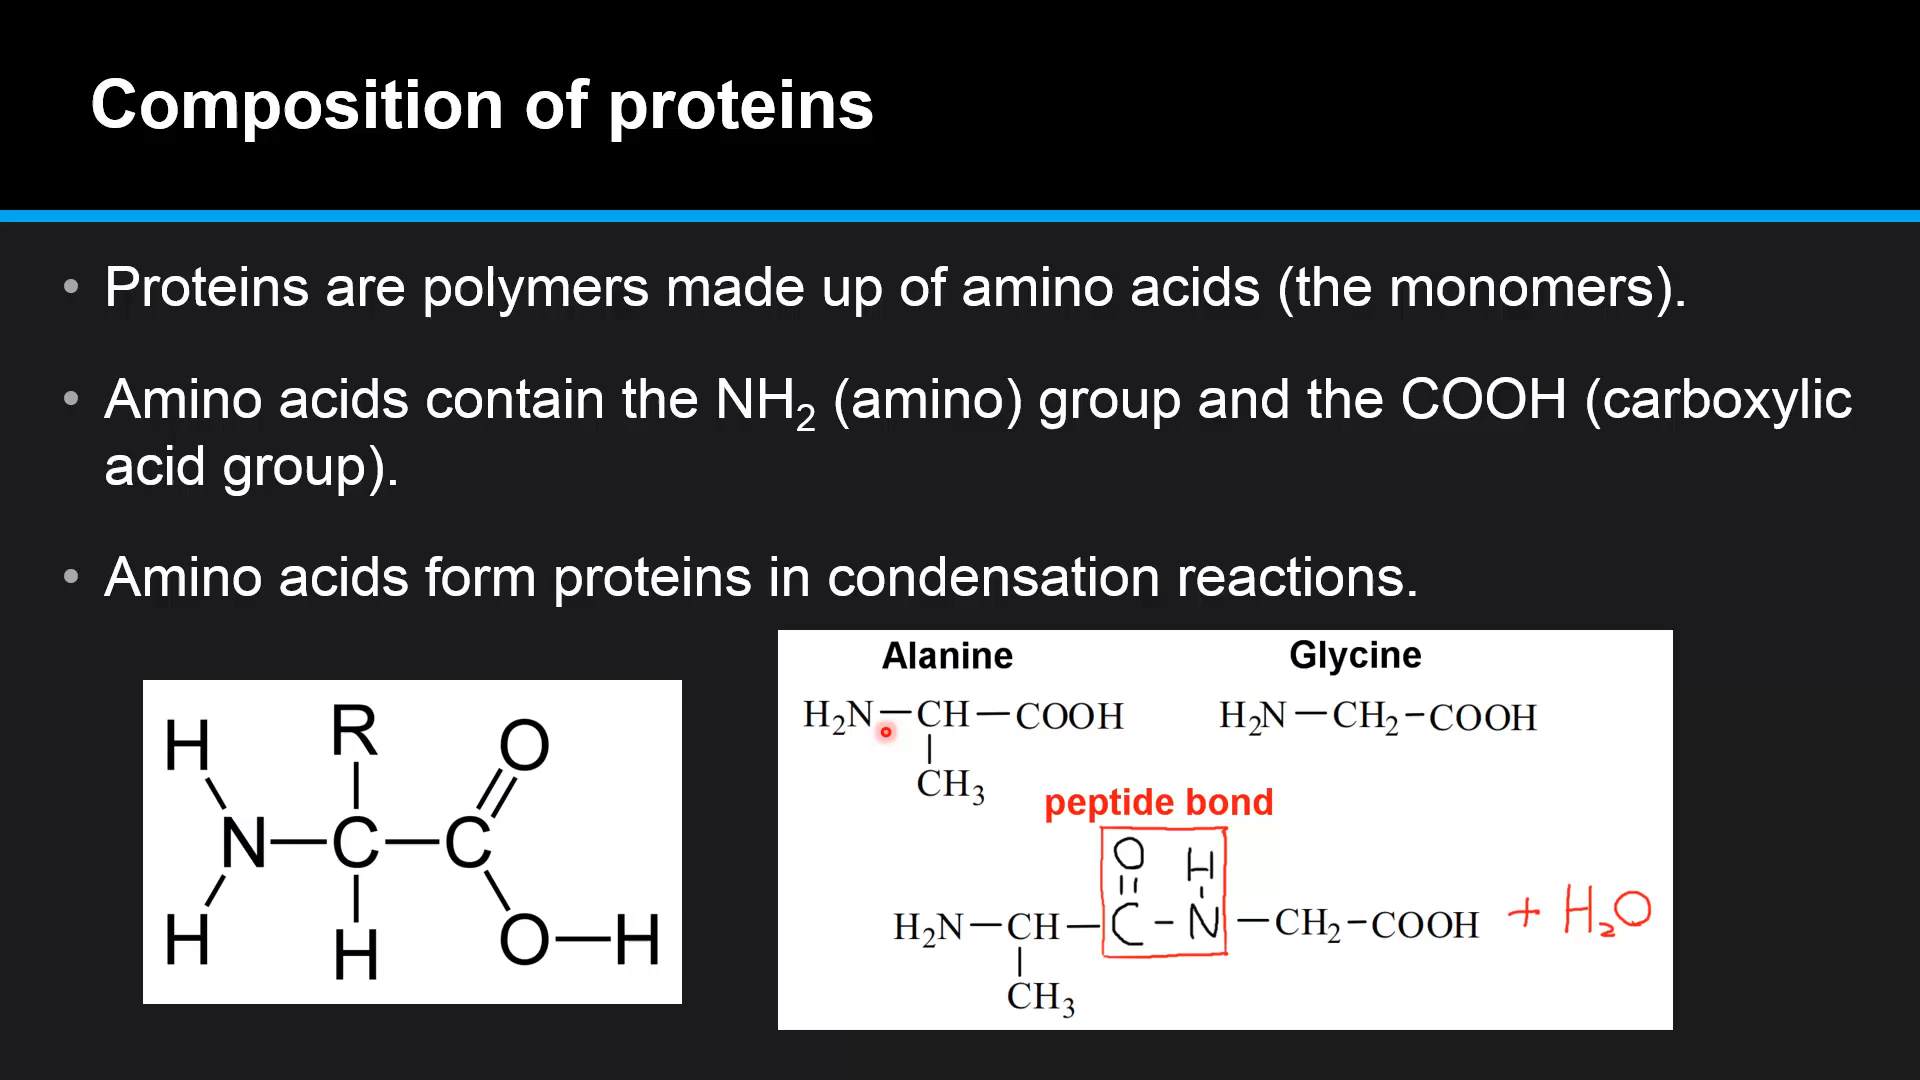 Composition of proteins
• Proteins are polymers made up of amino acids (the monomers).
• Amino acids contain the NH₂ (amino) group and the COOH (carboxylic
acid group).
• Amino acids form proteins in condensation reactions.
H R O
N—C—C
H H O—H
Alanine Glycine
H₂N—CH—COOH H₂N—CH₂–COOH
CH₃
peptide bond
O H
H₂N—CH—C–N—CH₂–COOH + H₂O
CH₃